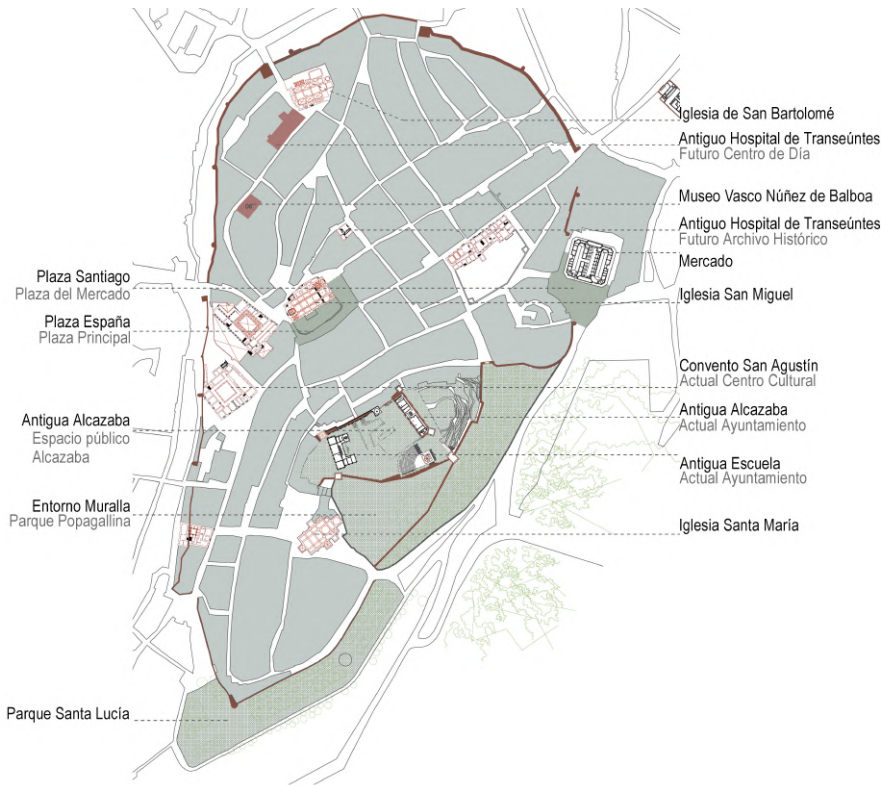 Iglesia de San Bartolomé
Antiguo Hospital de Transeúntes
Futuro Centro de Día
Museo Vasco Núñez de Balboa
Antiguo Hospital de Transeúntes
Futuro Archivo Histórico
Mercado
Iglesia San Miguel
Convento San Agustín
Actual Centro Cultural
Antigua Alcazaba
Actual Ayuntamiento
Antigua Escuela
Actual Ayuntamiento
Iglesia Santa María
Plaza Santiago
Plaza del Mercado
Plaza España
Plaza Principal
Antigua Alcazaba
Espacio público
Alcazaba
Entorno Muralla
Parque Popagallina
Parque Santa Lucía